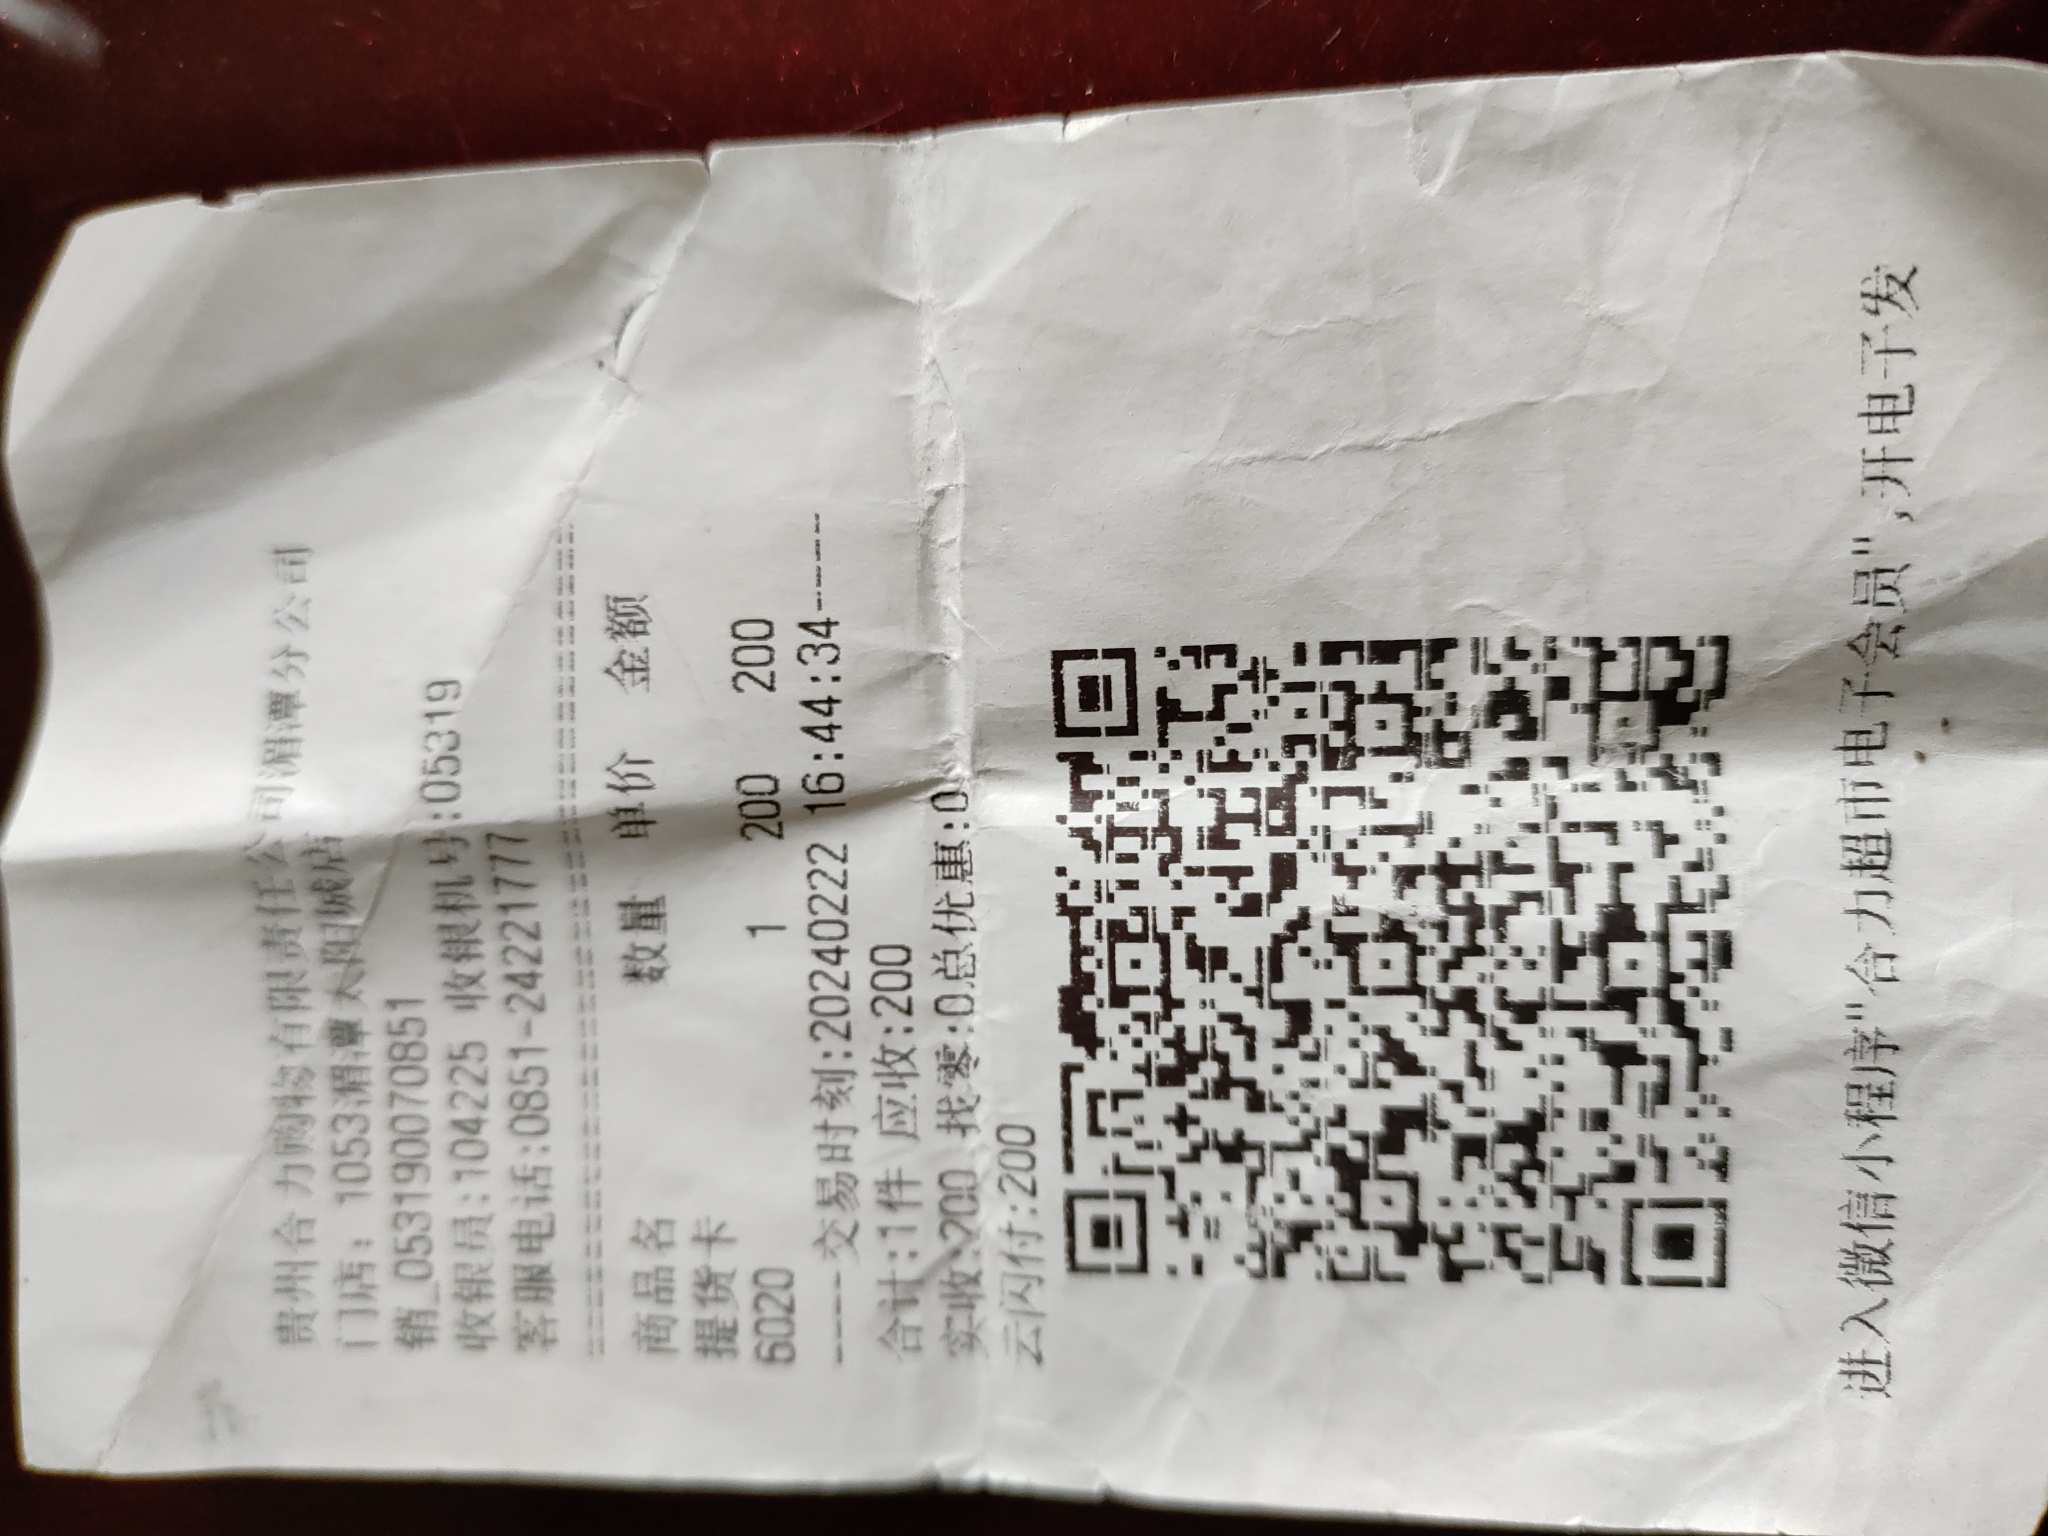 贵州合力购物有限责任公司湄潭分公司
门店: 1053湄潭太阳城店
销_0531900070851
收银员:104225 收银机号:05319
客服电话:0851-24221777
================================
商品名 数量 单价 金额
提货卡
6020 1 200 200
----交易时刻:20240222 16:44:34-----
合计:1件 应收:200
实收:200 找零:0总优惠:0
云闪付:200
进入微信小程序"合力超市电子会员",开电子发